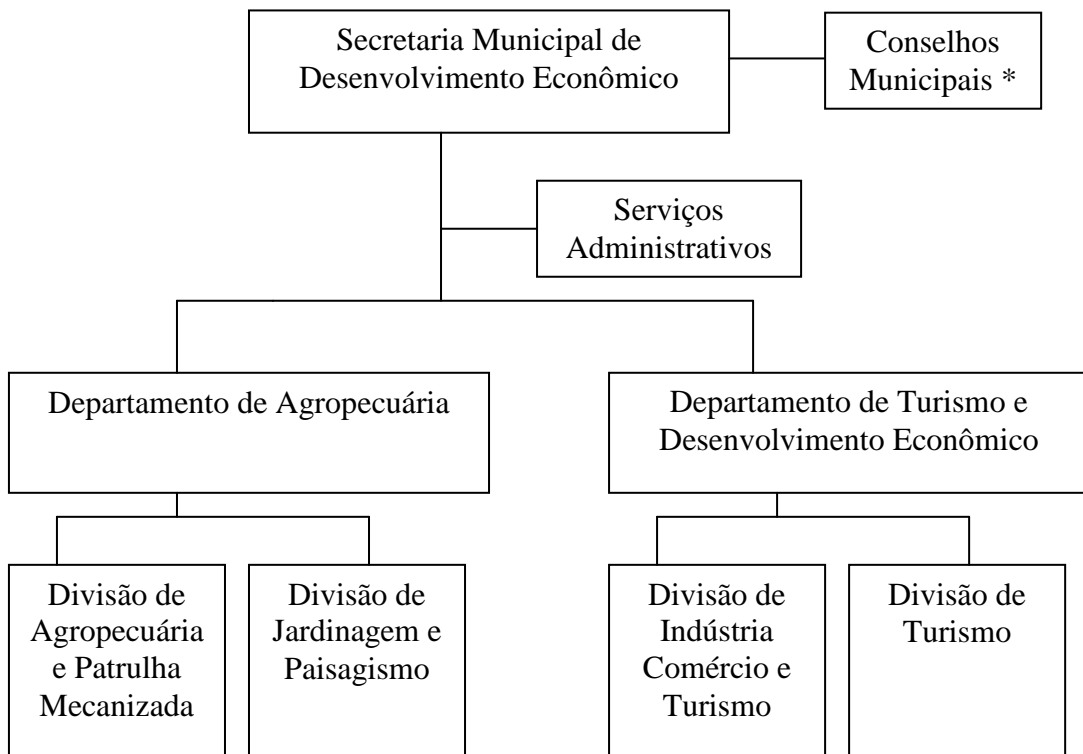 Secretaria Municipal de
Desenvolvimento Econômico
Conselhos
Municipais *
Serviços
Administrativos
Departamento de Agropecuária
Departamento de Turismo e
Desenvolvimento Econômico
Divisão de
Agropecuária
e Patrulha
Mecanizada
Divisão de
Jardinagem e
Paisagismo
Divisão de
Indústria
Comércio e
Turismo
Divisão de
Turismo